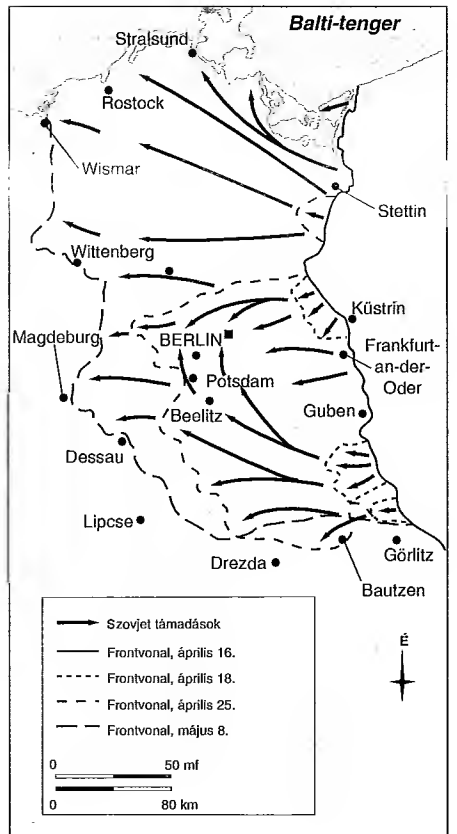 Balti-tenger
Stralsund
Rostock
Wismar
Stettin
Wittenberg
Küstrin
Magdeburg
BERLIN
Frankfurt-
an-der-
Oder
Potsdam
Beelitz
Guben
Dessau
Lipcse
Drezda
Görlitz
Bautzen
Szovjet támadások
Frontvonal, április 16.
Frontvonal, április 18.
Frontvonal, április 25.
Frontvonal, május 8.
0 50 mf
0 80 km
É